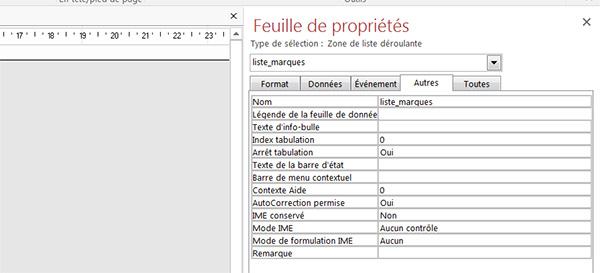 En-tête/pied de page
Outils
Feuille de propriétés
Type de sélection : Zone de liste déroulante
17 18 19 20 21 22 23
liste_marques
Format Données Événement Autres Toutes
Nom liste_marques
Légende de la feuille de donnée
Texte d'info-bulle
Index tabulation 0
Arrêt tabulation Oui
Texte de la barre d'état
Barre de menu contextuel
Contexte Aide 0
AutoCorrection permise Oui
IME conservé Non
Mode IME Aucun contrôle
Mode de formulation IME Aucun
Remarque